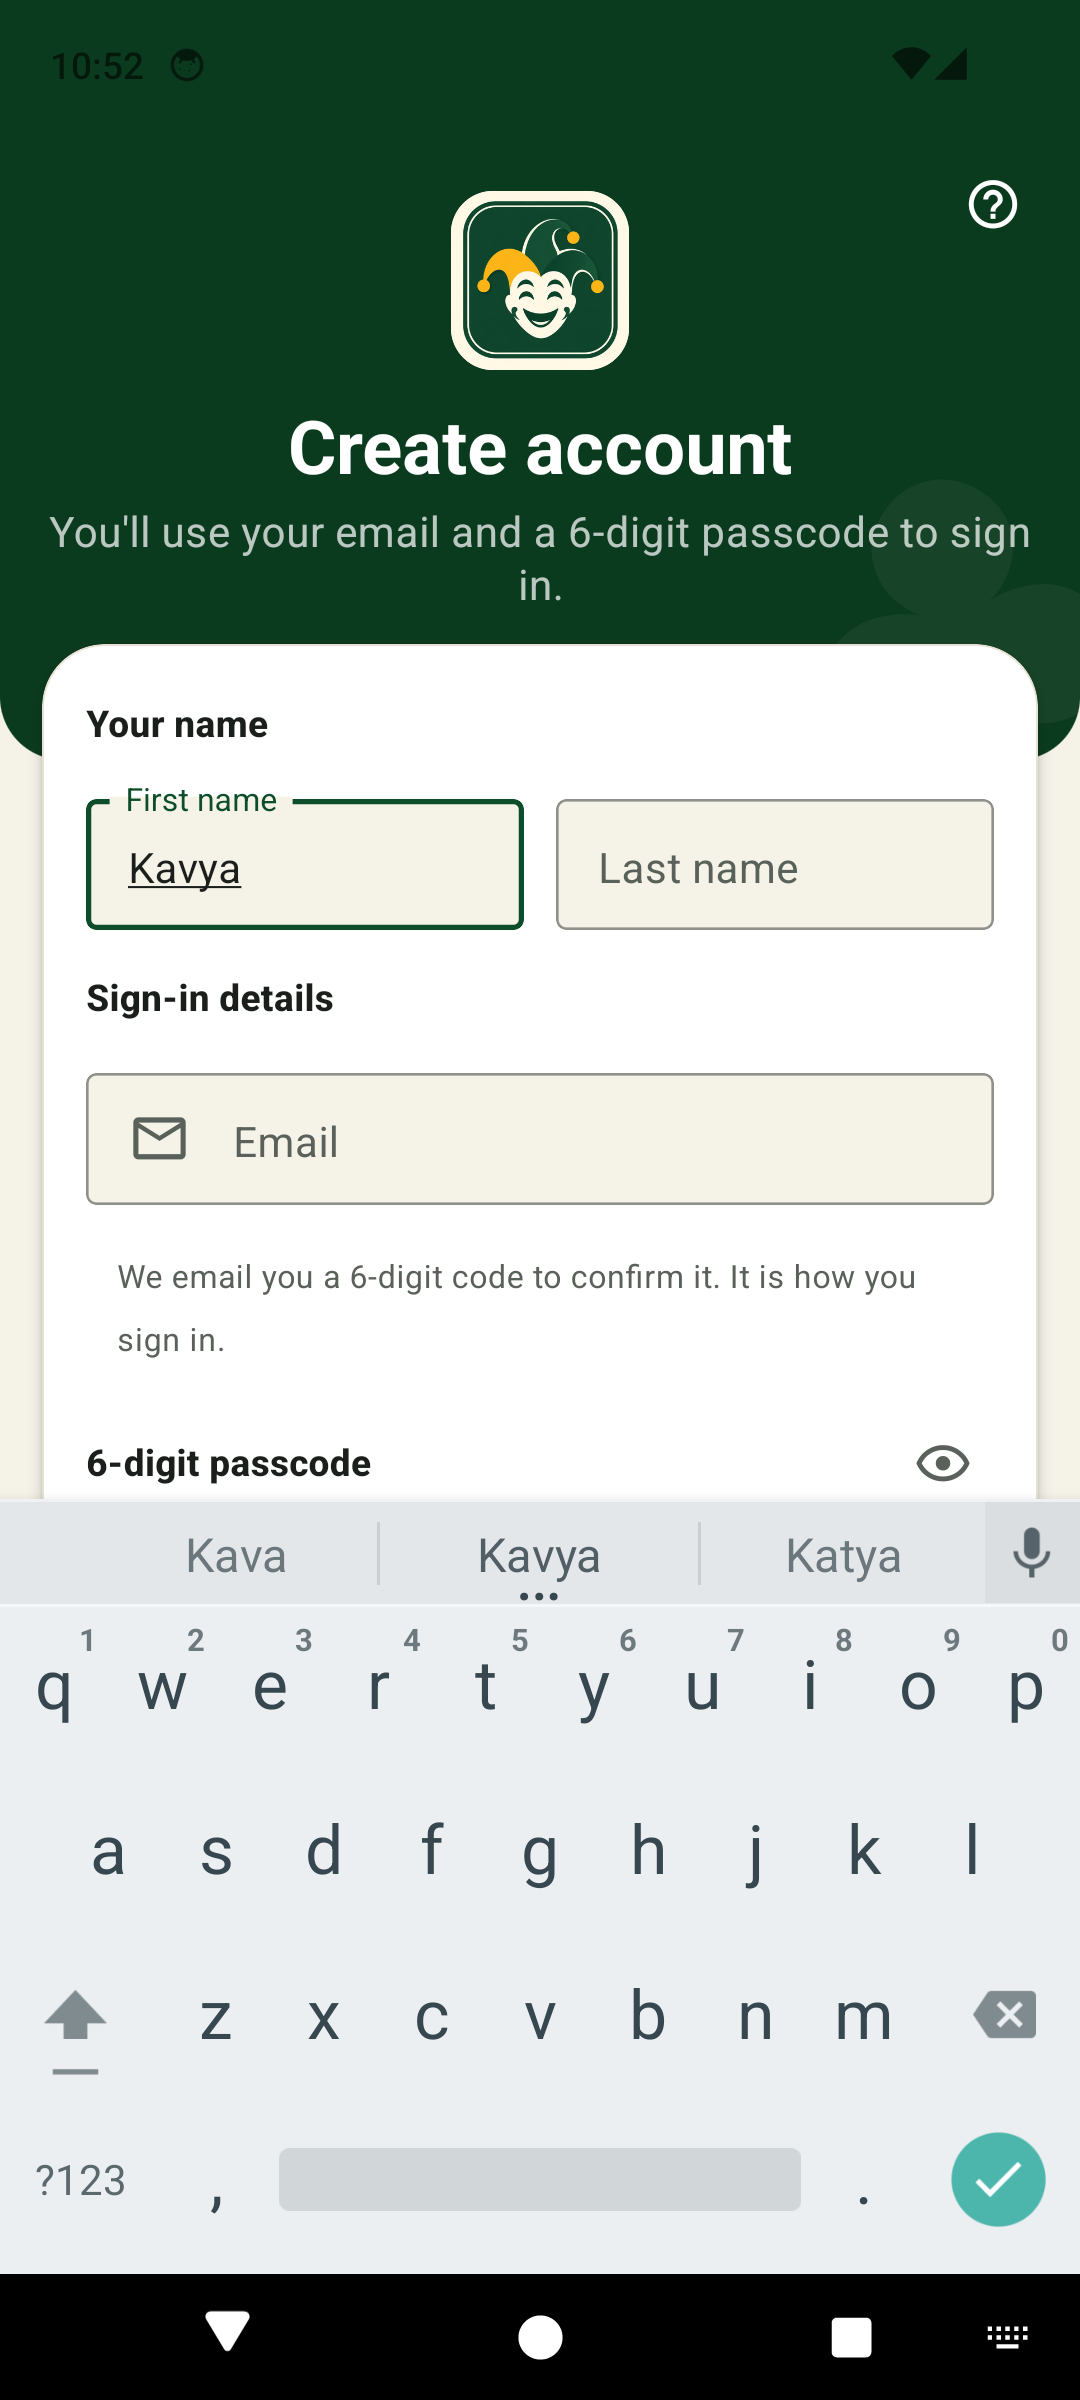 10:52
Create account
You'll use your email and a 6-digit passcode to sign
in.
Your name
First name
Kavya
Last name
Sign-in details
Email
We email you a 6-digit code to confirm it. It is how you
sign in.
6-digit passcode
Kava Kavya Katya
1 2 3 4 5 6 7 8 9 0
q w e r t y u i o p
a s d f g h j k l
z x c v b n m
?123 , .